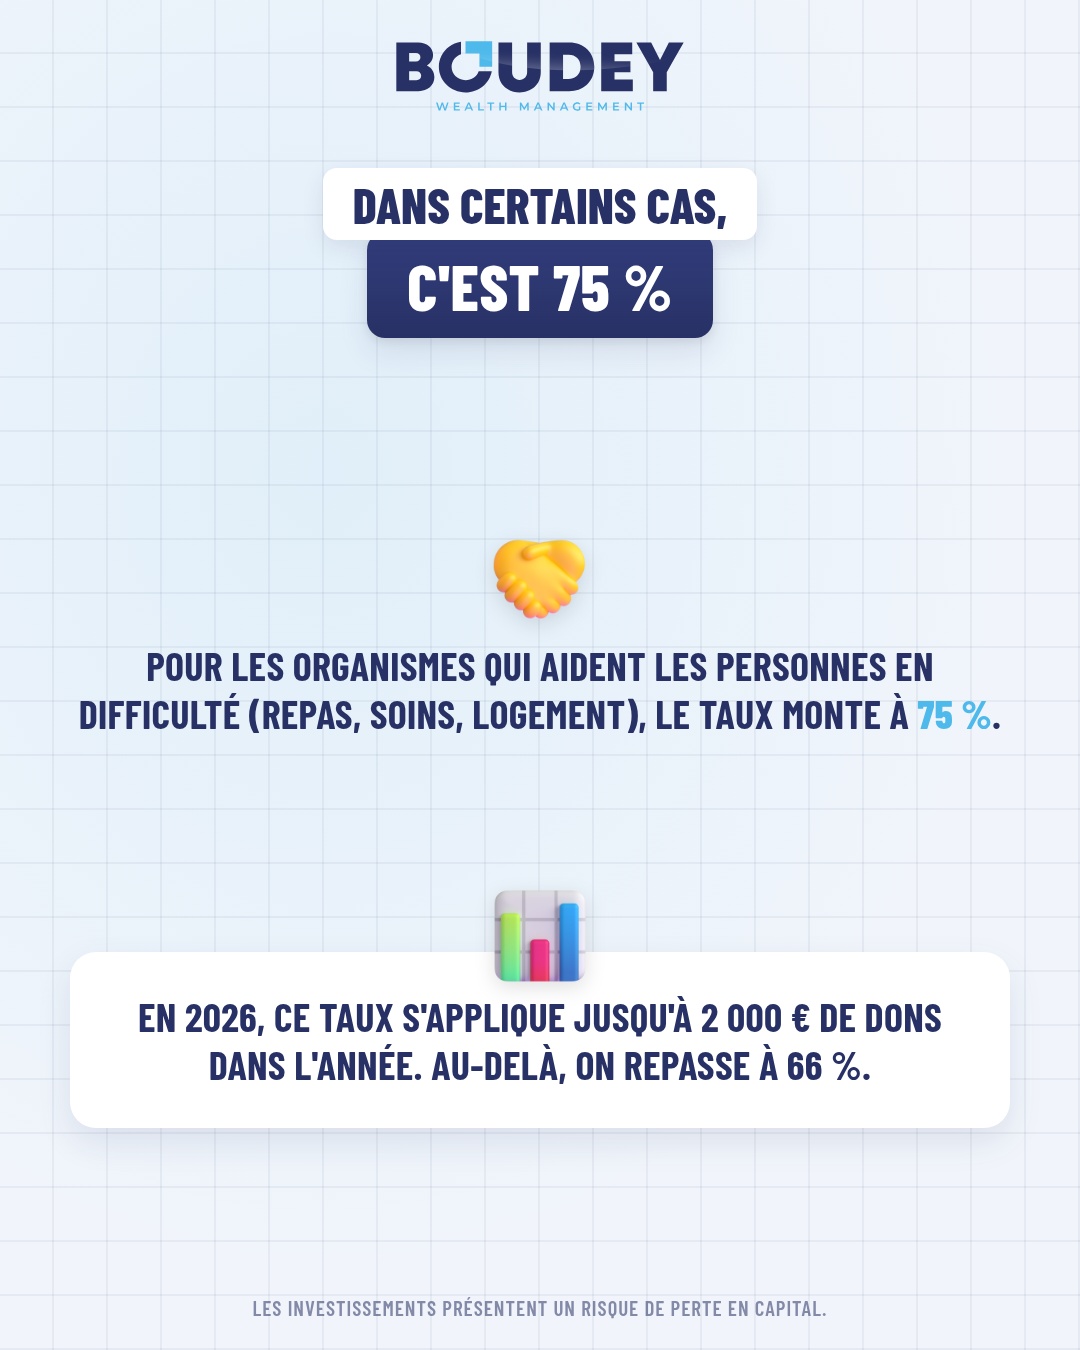 BOUDEY
WEALTH MANAGEMENT
DANS CERTAINS CAS,
C'EST 75 %
POUR LES ORGANISMES QUI AIDENT LES PERSONNES EN
DIFFICULTÉ (REPAS, SOINS, LOGEMENT), LE TAUX MONTE À 75 %.
EN 2026, CE TAUX S'APPLIQUE JUSQU'À 2 000 € DE DONS
DANS L'ANNÉE. AU-DELÀ, ON REPASSE À 66 %.
LES INVESTISSEMENTS PRÉSENTENT UN RISQUE DE PERTE EN CAPITAL.